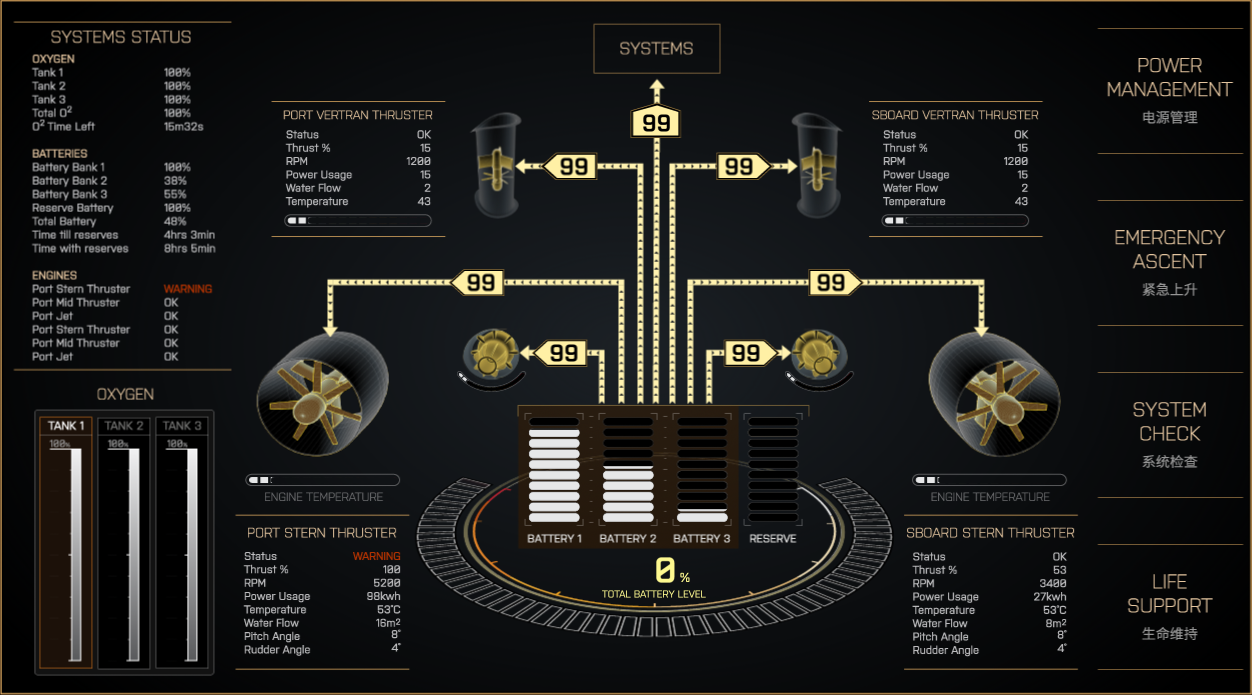 SYSTEMS STATUS
OXYGEN
Tank 1 100%
Tank 2 100%
Tank 3 100%
Total O² 100%
O² Time Left 15m32s
BATTERIES
Battery Bank 1 100%
Battery Bank 2 38%
Battery Bank 3 55%
Reserve Battery 100%
Total Battery 48%
Time till reserves 4hrs 3min
Time with reserves 8hrs 5min
ENGINES
Port Stern Thruster WARNING
Port Mid Thruster OK
Port Jet OK
Port Stern Thruster OK
Port Mid Thruster OK
Port Jet OK
OXYGEN
TANK 1 TANK 2 TANK 3
100% 100% 100%
SYSTEMS
99
PORT VERTRAN THRUSTER
Status OK
Thrust % 15
RPM 1200
Power Usage 15
Water Flow 2
Temperature 43
99 99
SBOARD VERTRAN THRUSTER
Status OK
Thrust % 15
RPM 1200
Power Usage 15
Water Flow 2
Temperature 43
99 99
99 99
ENGINE TEMPERATURE
PORT STERN THRUSTER
Status WARNING
Thrust % 100
RPM 5200
Power Usage 98kwh
Temperature 53°C
Water Flow 16m²
Pitch Angle 8°
Rudder Angle 4°
BATTERY 1 BATTERY 2 BATTERY 3 RESERVE
0 %
TOTAL BATTERY LEVEL
ENGINE TEMPERATURE
SBOARD STERN THRUSTER
Status OK
Thrust % 53
RPM 3400
Power Usage 27kwh
Temperature 53°C
Water Flow 8m²
Pitch Angle 8°
Rudder Angle 4°
POWER
MANAGEMENT
电源管理
EMERGENCY
ASCENT
紧急上升
SYSTEM
CHECK
系统检查
LIFE
SUPPORT
生命维持